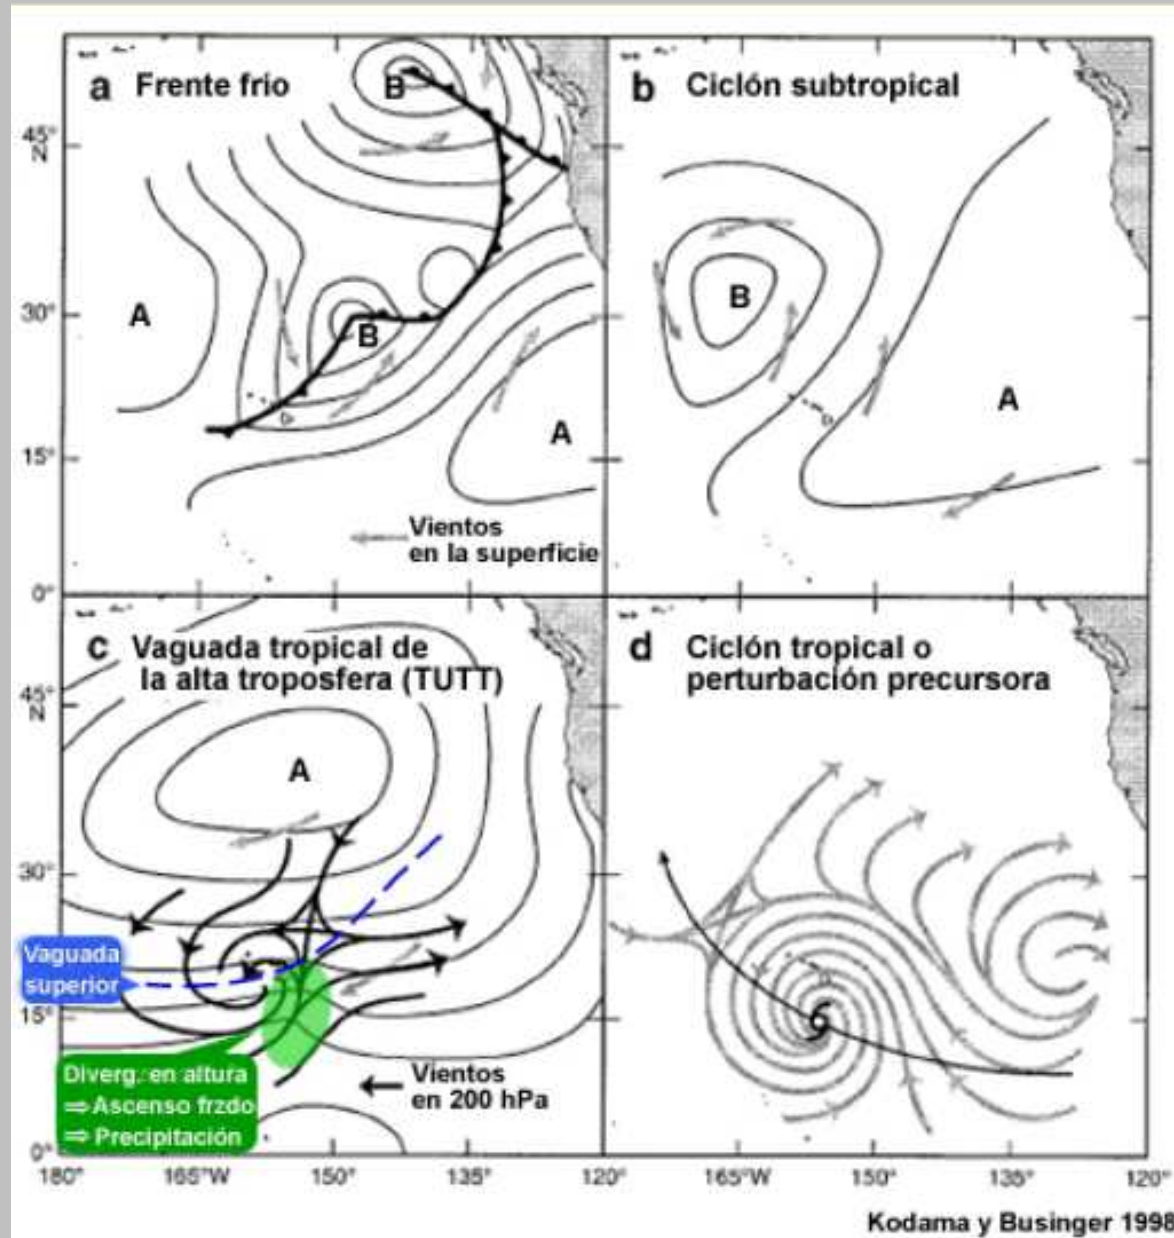 a Frente frio
B
45°
A
30°
B
A
15°
Vientos
en la superficie
0°
b Ciclón subtropical
B
A
c Vaguada tropical de
la alta troposfera (TUTT)
45°
A
30°
Vaguada
superior
15°
Diverg. en altura
⇒ Ascenso frzdo
⇒ Precipitación
Vientos
en 200 hPa
0°
d Ciclón tropical o
perturbación precursora
180° 165°W 150° 135° 120° 165°W 150° 135° 120°
Kodama y Businger 1998